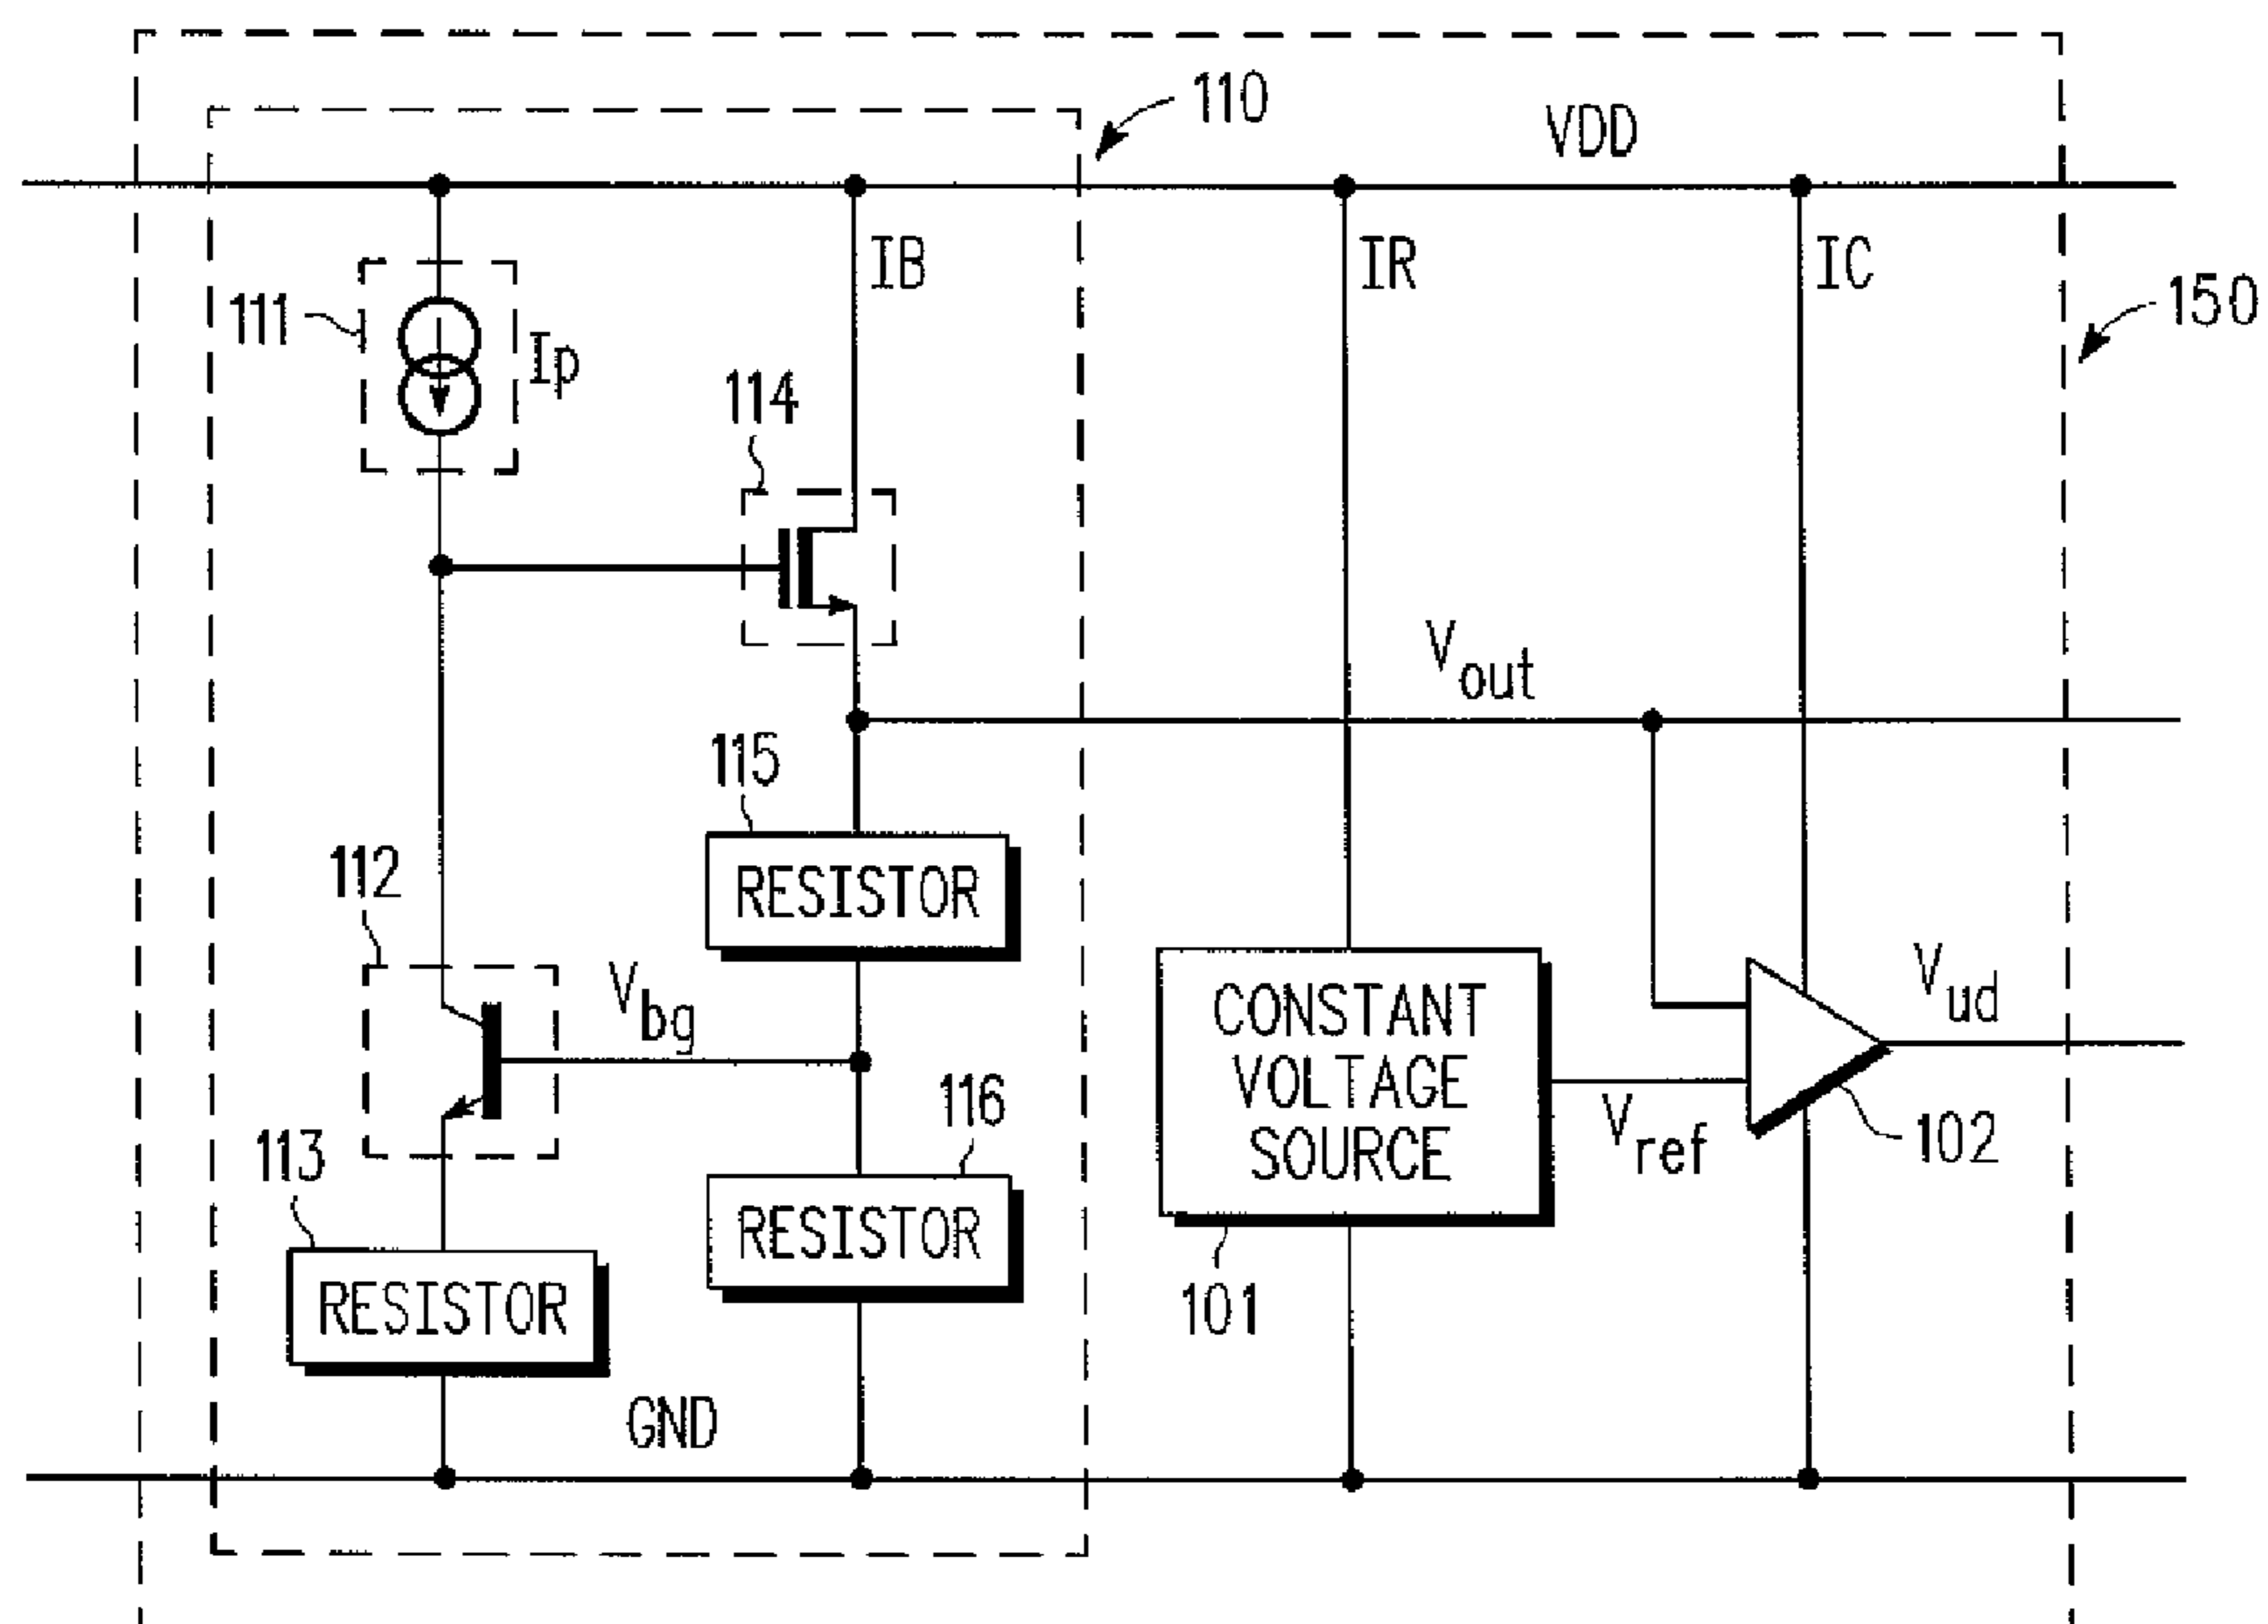 110
VDD
IB
IR
IC
150
111
Ip
114
Vout
115
RESISTOR
112
Vbg
CONSTANT
VOLTAGE
SOURCE
Vud
116
Vref
102
113
RESISTOR
RESISTOR
101
GND